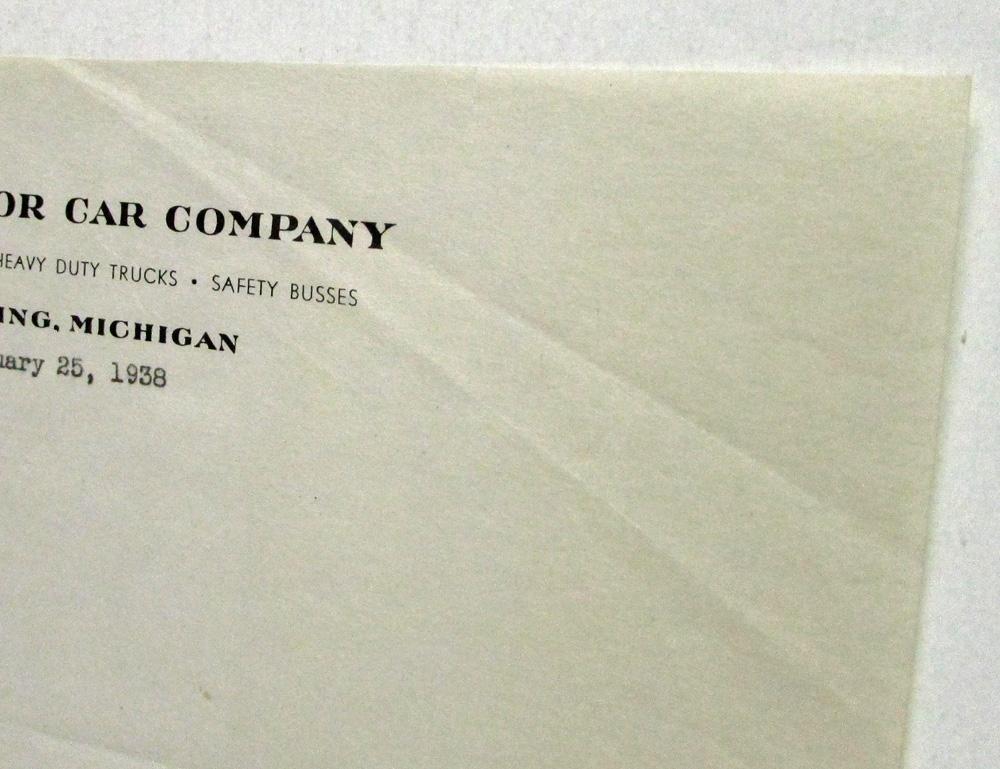 OR CAR COMPANY
HEAVY DUTY TRUCKS • SAFETY BUSSES
ING, MICHIGAN
uary 25, 1938